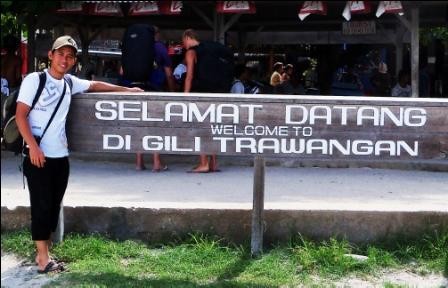 SELAMAT DATANG
WELCOME TO
DI GILI TRAWANGAN